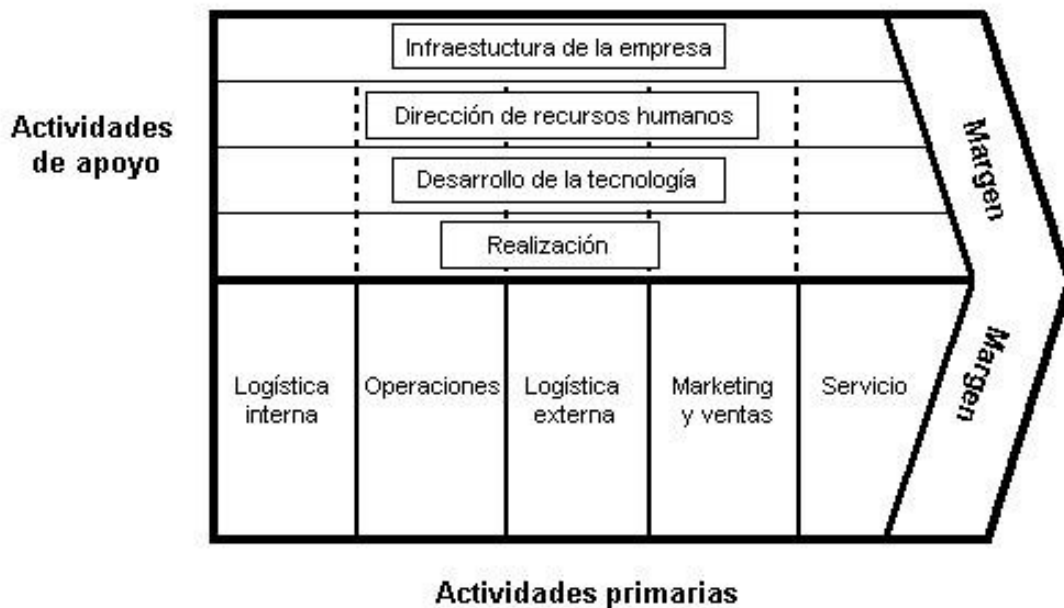 Infraestuctura de la empresa
Actividades
de apoyo
Dirección de recursos humanos
Desarrollo de la tecnología
Realización
Margen
Margen
Logística
interna
Operaciones
Logística
externa
Marketing
y ventas
Servicio
Actividades primarias